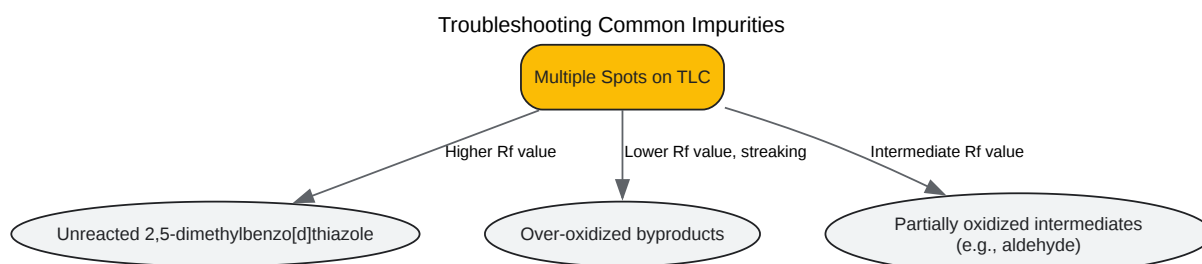 Troubleshooting Common Impurities
Multiple Spots on TLC
Higher Rf value
Lower Rf value, streaking
Intermediate Rf value
Unreacted 2,5-dimethylbenzo[d]thiazole
Over-oxidized byproducts
Partially oxidized intermediates
(e.g., aldehyde)